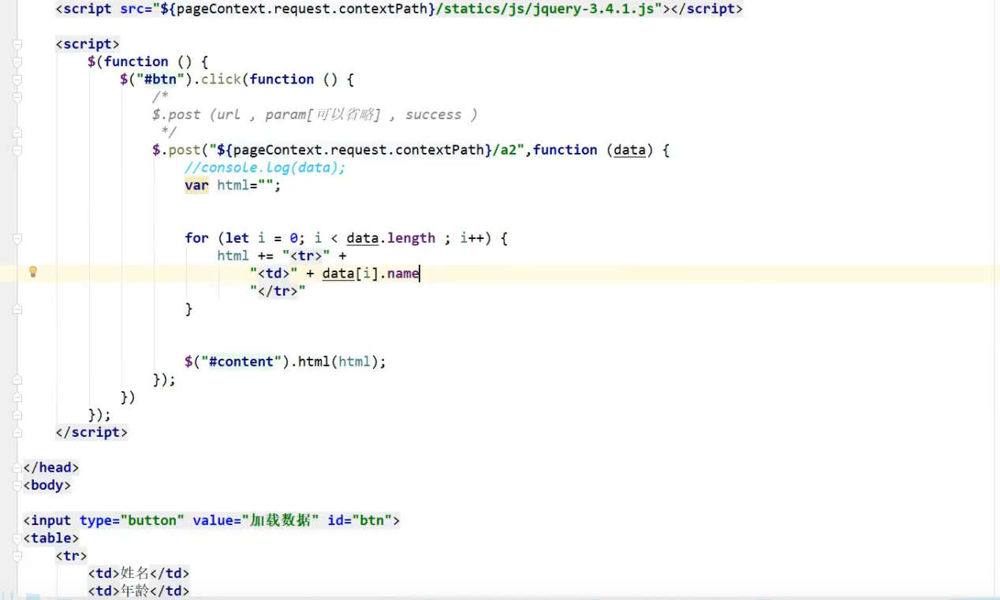 <script src="${pageContext.request.contextPath}/statics/js/jquery-3.4.1.js"></script>
<script>
$(function () {
$("#btn").click(function () {
/*
$.post (url , param[可以省略] , success )
*/
$.post("${pageContext.request.contextPath}/a2",function (data) {
//console.log(data);
var html="";
for (let i = 0; i < data.length ; i++) {
html += "<tr>" +
"<td>" + data[i].name
"</tr>"
}
$("#content").html(html);
});
})
});
</script>
</head>
<body>
<input type="button" value="加载数据" id="btn">
<table>
<tr>
<td>姓名</td>
<td>年龄</td>